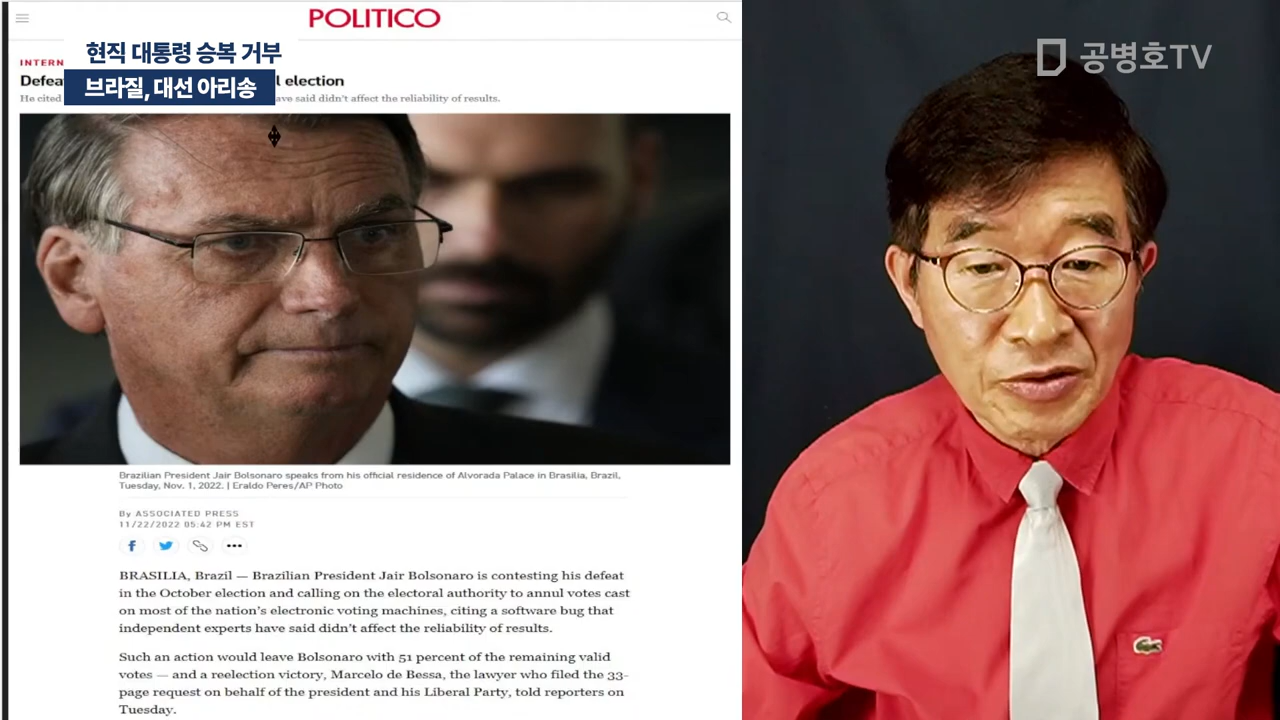 POLITICO
현직 대통령 승복 거부
공병호TV
INTERN
브라질, 대선 아리송
Defea
l election
He cited
ave said didn't affect the reliability of results.
Brazilian President Jair Bolsonaro speaks from his official residence of Alvorada Palace in Brasilia, Brazil,
Tuesday, Nov. 1, 2022. | Eraldo Peres/AP Photo
By ASSOCIATED PRESS
11/22/2022 05:42 PM EST
BRASILIA, Brazil — Brazilian President Jair Bolsonaro is contesting his defeat
in the October election and calling on the electoral authority to annul votes cast
on most of the nation's electronic voting machines, citing a software bug that
independent experts have said didn't affect the reliability of results.
Such an action would leave Bolsonaro with 51 percent of the remaining valid
votes — and a reelection victory, Marcelo de Bessa, the lawyer who filed the 33-
page request on behalf of the president and his Liberal Party, told reporters on
Tuesday.